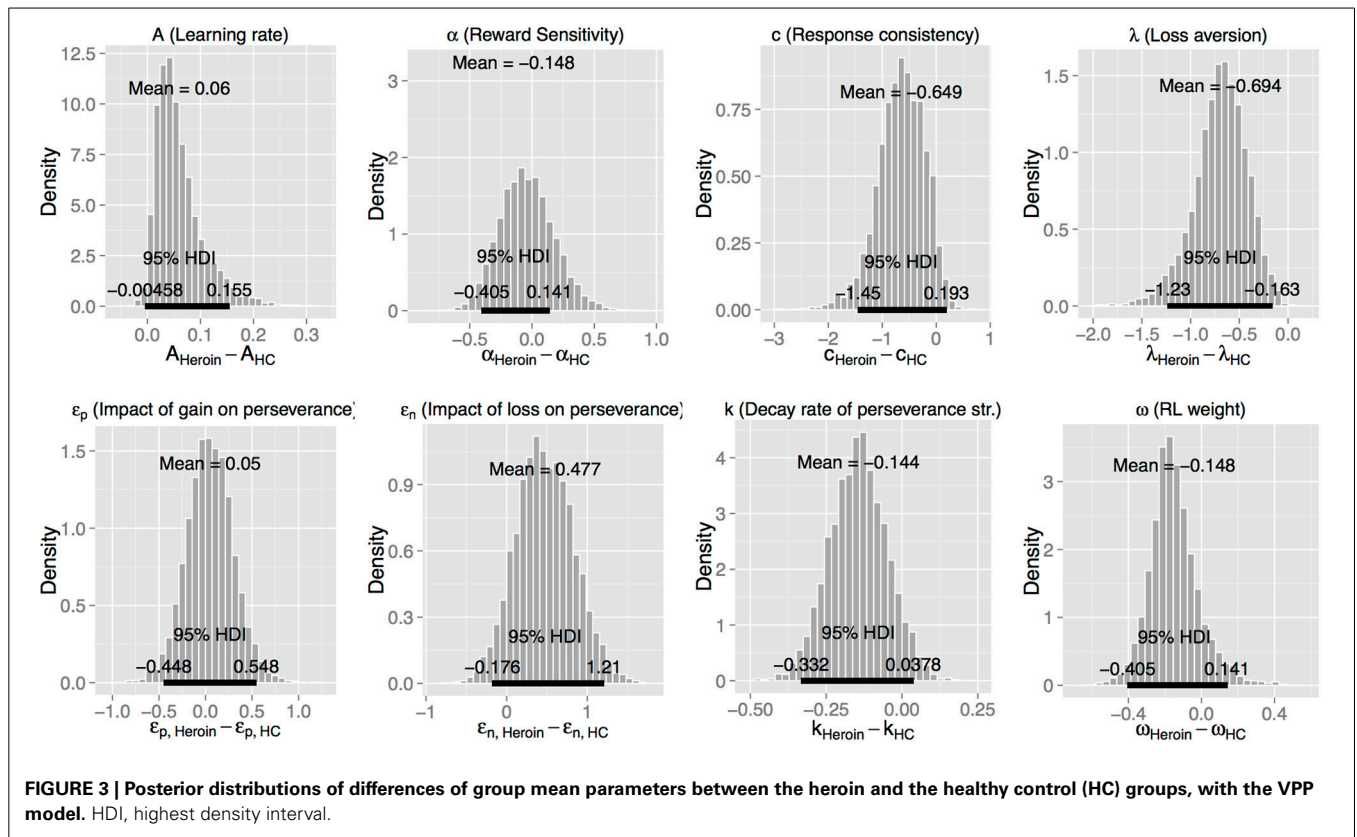 A (Learning rate)
12.5
10.0
7.5
5.0
2.5
0.0
Density
Mean = 0.06
95% HDI
−0.00458 0.155
0.0 0.1 0.2 0.3
A_Heroin − A_HC
α (Reward Sensitivity)
3
2
1
0
Density
Mean = −0.148
95% HDI
−0.405 0.141
−0.5 0.0 0.5 1.0
α_Heroin − α_HC
c (Response consistency)
0.75
0.50
0.25
0.00
Density
Mean = −0.649
95% HDI
−1.45 0.193
−3 −2 −1 0 1
c_Heroin − c_HC
λ (Loss aversion)
1.5
1.0
0.5
0.0
Density
Mean = −0.694
95% HDI
−1.23 −0.163
−2.0 −1.5 −1.0 −0.5 0.0
λ_Heroin − λ_HC
ε_p (Impact of gain on perseverance)
1.5
1.0
0.5
0.0
Density
Mean = 0.05
95% HDI
−0.448 0.548
−1.0 −0.5 0.0 0.5 1.0
ε_p, Heroin − ε_p, HC
ε_n (Impact of loss on perseverance)
0.9
0.6
0.3
0.0
Density
Mean = 0.477
95% HDI
−0.176 1.21
−1 0 1
ε_n, Heroin − ε_n, HC
k (Decay rate of perseverance str.)
4
3
2
1
0
Density
Mean = −0.144
95% HDI
−0.332 0.0378
−0.50 −0.25 0.00 0.25
k_Heroin − k_HC
ω (RL weight)
3
2
1
0
Density
Mean = −0.148
95% HDI
−0.405 0.141
−0.4 0.0 0.4
ω_Heroin − ω_HC
FIGURE 3 | Posterior distributions of differences of group mean parameters between the heroin and the healthy control (HC) groups, with the VPP
model. HDI, highest density interval.